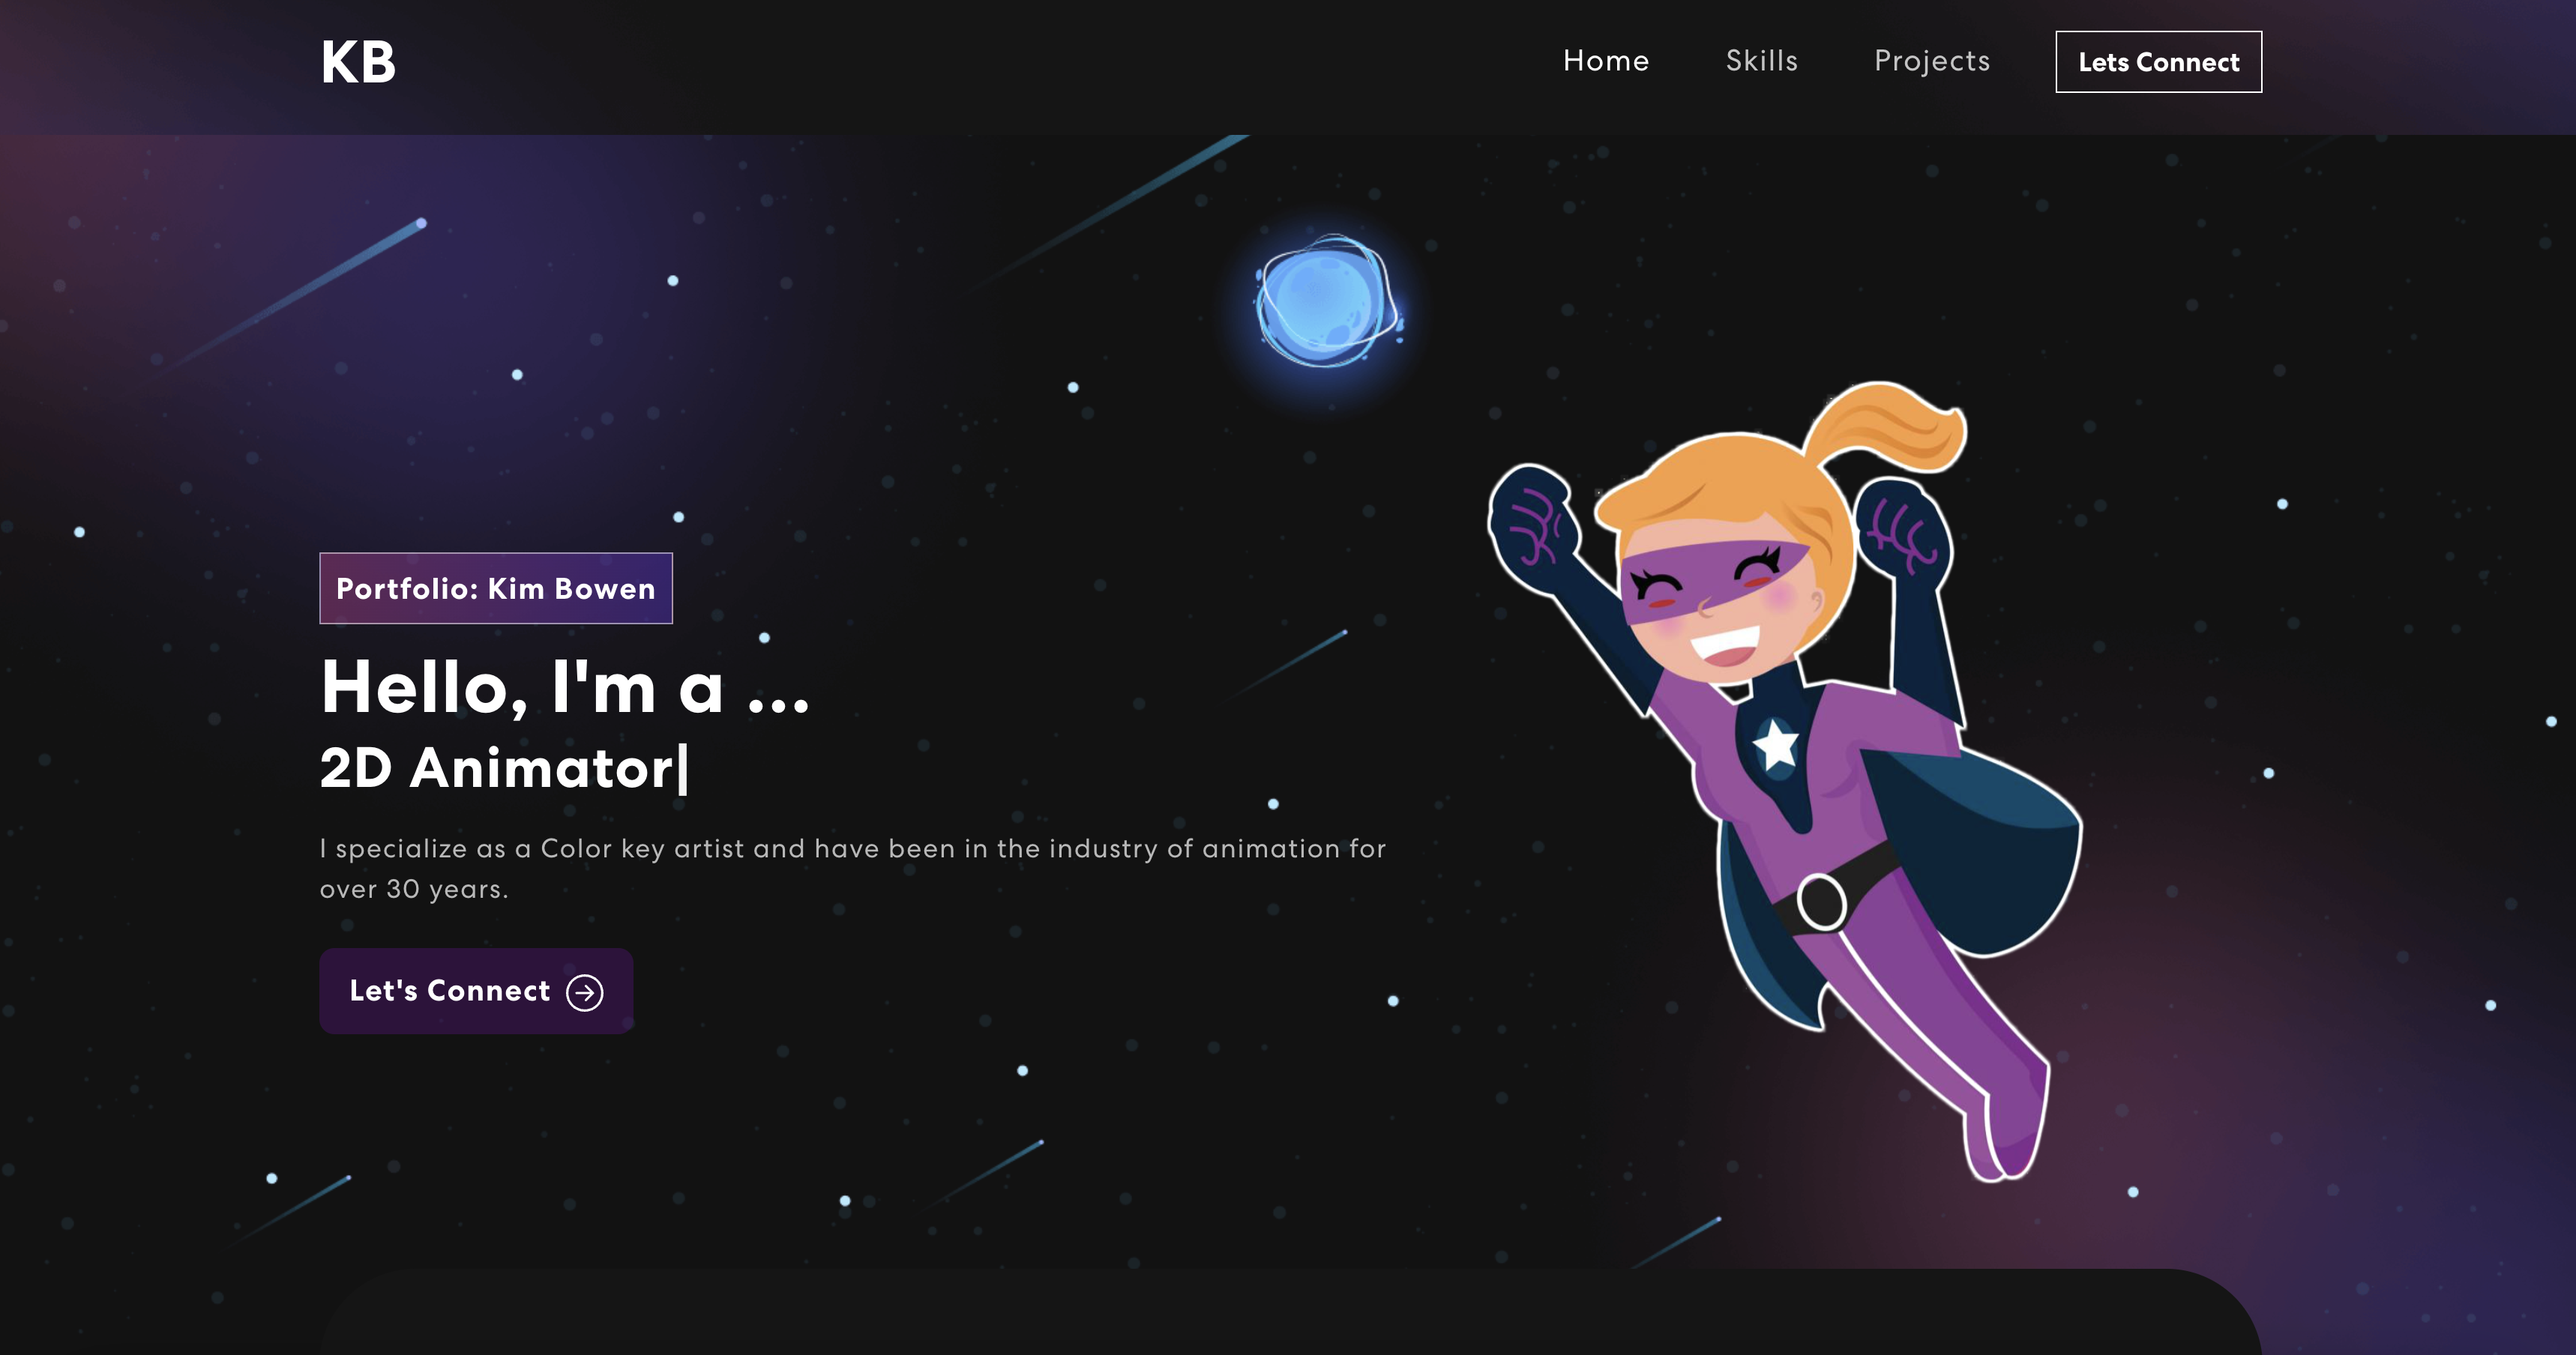 KB
Home
Skills
Projects
Lets Connect
Portfolio: Kim Bowen
Hello, I'm a ...
2D Animator|
I specialize as a Color key artist and have been in the industry of animation for
over 30 years.
Let's Connect